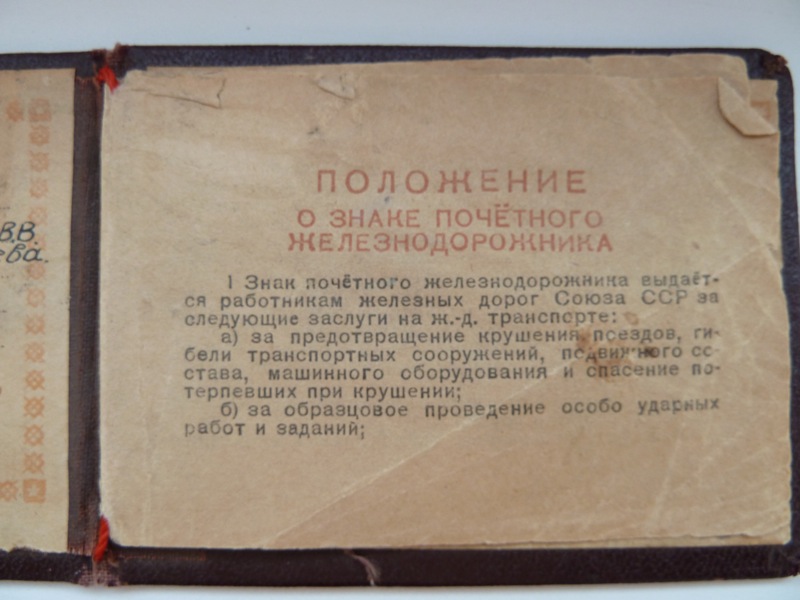 В.В.
ева.
ПОЛОЖЕНИЕ
О ЗНАКЕ ПОЧЁТНОГО
ЖЕЛЕЗНОДОРОЖНИКА
1 Знак почётного железнодорожника выдаёт-
ся работникам железных дорог Союза ССР за
следующие заслуги на ж.-д. транспорте:
а) за предотвращение крушения поездов, ги-
бели транспортных сооружений, подвижного со-
става, машинного оборудования и спасение по-
терпевших при крушении;
б) за образцовое проведение особо ударных
работ и заданий;